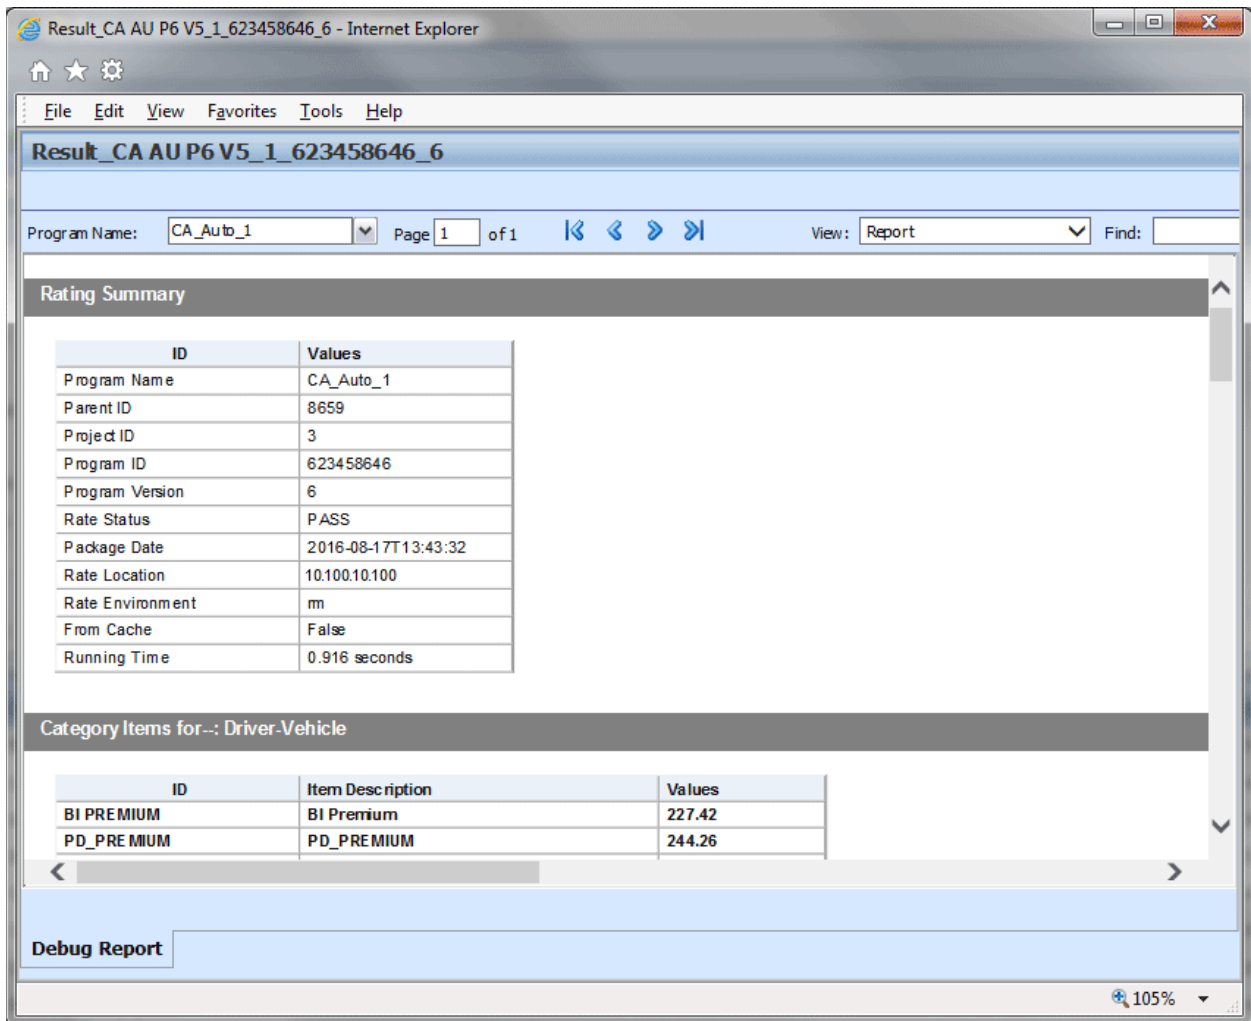 Result_CA AU P6 V5_1_623458646_6 - Internet Explorer
File Edit View Favorites Tools Help
Result_CA AU P6 V5_1_623458646_6
Program Name: CA_Auto_1 Page 1 of 1 View: Report Find:
Rating Summary
ID Values
Program Name CA_Auto_1
Parent ID 8659
Project ID 3
Program ID 623458646
Program Version 6
Rate Status PASS
Package Date 2016-08-17T13:43:32
Rate Location 10.100.10.100
Rate Environment rm
From Cache False
Running Time 0.916 seconds
Category Items for--: Driver-Vehicle
ID Item Description Values
BI PREMIUM BI Premium 227.42
PD_PREMIUM PD_PREMIUM 244.26
Debug Report
105%